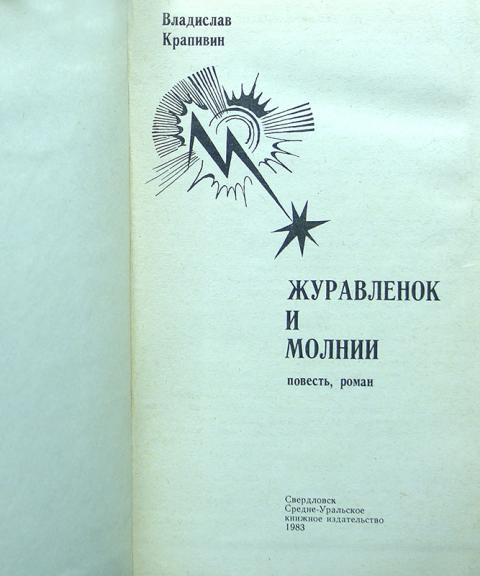 Владислав
Крапивин
ЖУРАВЛЕНОК
И
МОЛНИИ
повесть, роман
Свердловск
Средне-Уральское
книжное издательство
1983